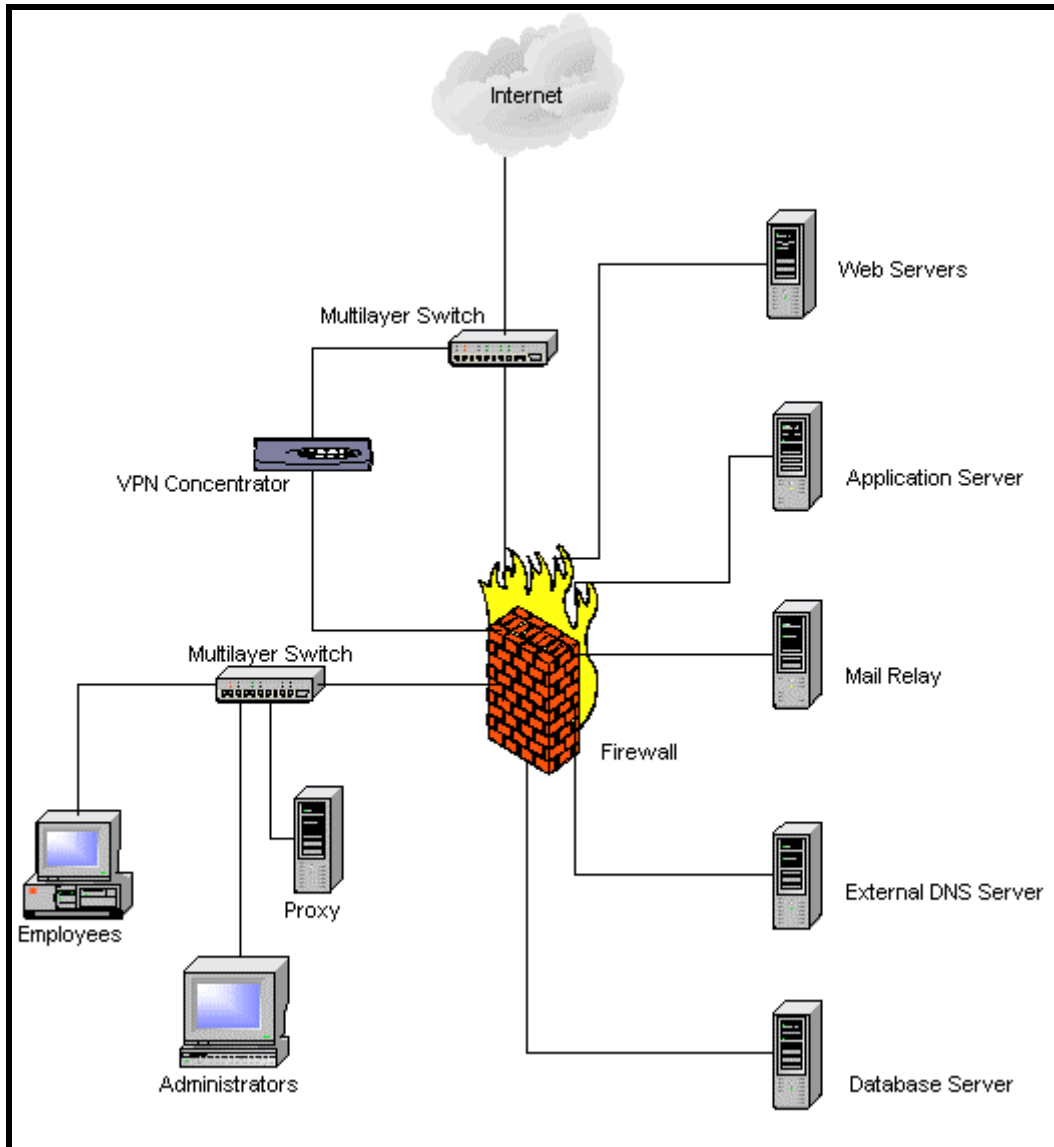 Internet
Web Servers
Multilayer Switch
VPN Concentrator
Application Server
Multilayer Switch
Mail Relay
Firewall
Proxy
External DNS Server
Employees
Administrators
Database Server